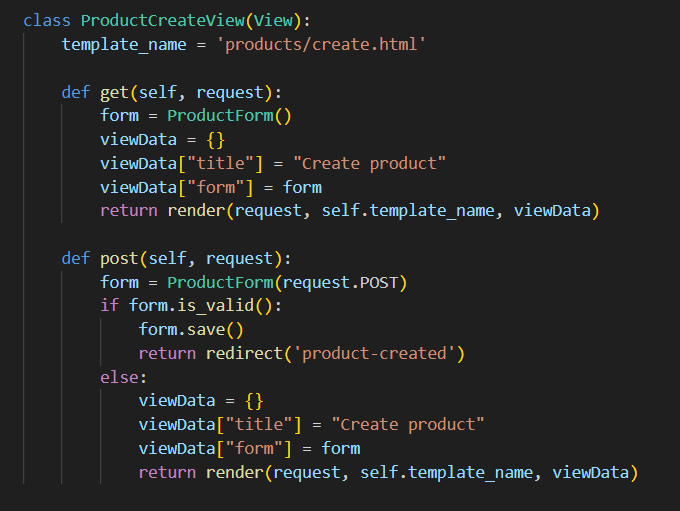 class ProductCreateView(View):
    template_name = 'products/create.html'

    def get(self, request):
        form = ProductForm()
        viewData = {}
        viewData["title"] = "Create product"
        viewData["form"] = form
        return render(request, self.template_name, viewData)

    def post(self, request):
        form = ProductForm(request.POST)
        if form.is_valid():
            form.save()
            return redirect('product-created')
        else:
            viewData = {}
            viewData["title"] = "Create product"
            viewData["form"] = form
            return render(request, self.template_name, viewData)